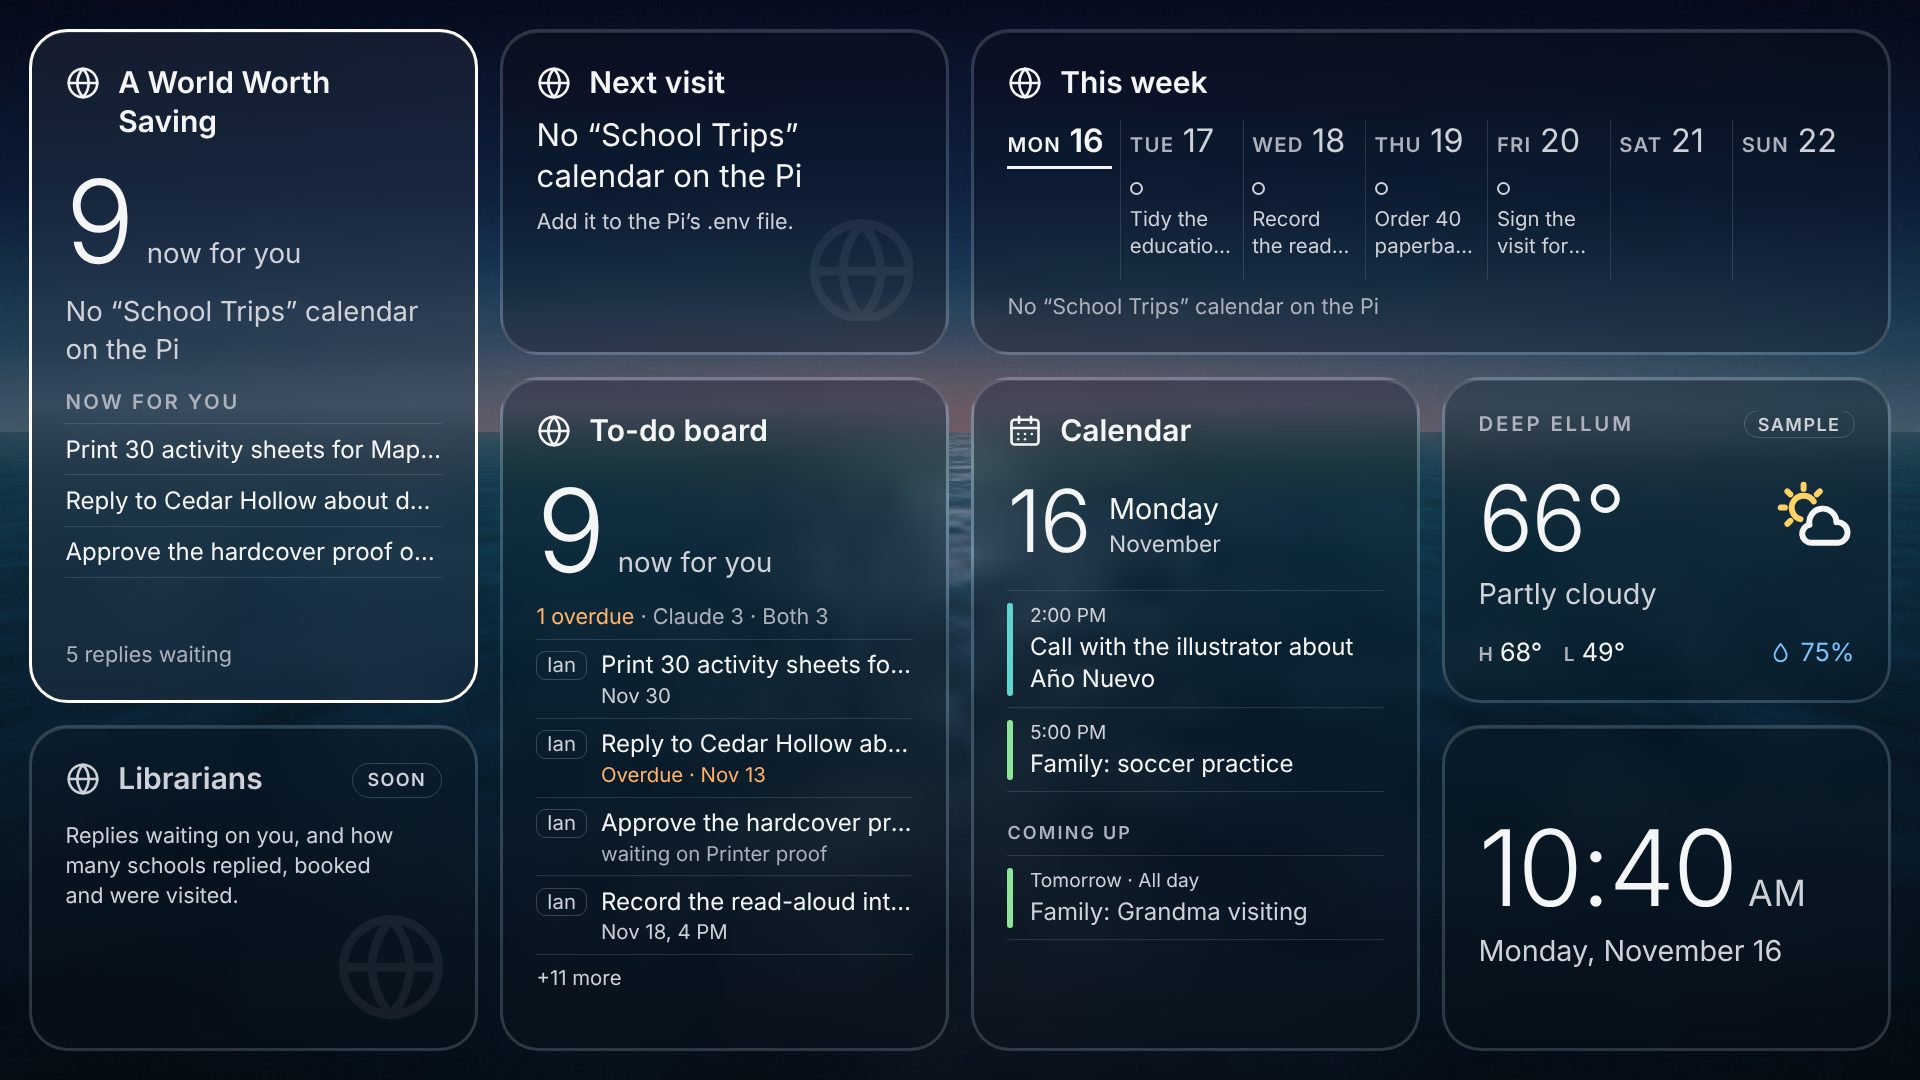 A World Worth
Saving
9 now for you
No “School Trips” calendar
on the Pi
NOW FOR YOU
Print 30 activity sheets for Map...
Reply to Cedar Hollow about d...
Approve the hardcover proof o...
5 replies waiting
Next visit
No “School Trips”
calendar on the Pi
Add it to the Pi’s .env file.
This week
MON 16
TUE 17
WED 18
THU 19
FRI 20
SAT 21
SUN 22
Tidy the
educatio...
Record
the read...
Order 40
paperba...
Sign the
visit for...
No “School Trips” calendar on the Pi
Librarians
SOON
Replies waiting on you, and how
many schools replied, booked
and were visited.
To-do board
9 now for you
1 overdue · Claude 3 · Both 3
Ian Print 30 activity sheets fo...
Nov 30
Ian Reply to Cedar Hollow ab...
Overdue · Nov 13
Ian Approve the hardcover pr...
waiting on Printer proof
Ian Record the read-aloud int...
Nov 18, 4 PM
+11 more
Calendar
16
Monday
November
2:00 PM
Call with the illustrator about
Año Nuevo
5:00 PM
Family: soccer practice
COMING UP
Tomorrow · All day
Family: Grandma visiting
DEEP ELLUM
SAMPLE
66°
Partly cloudy
H 68° L 49°
75%
10:40 AM
Monday, November 16